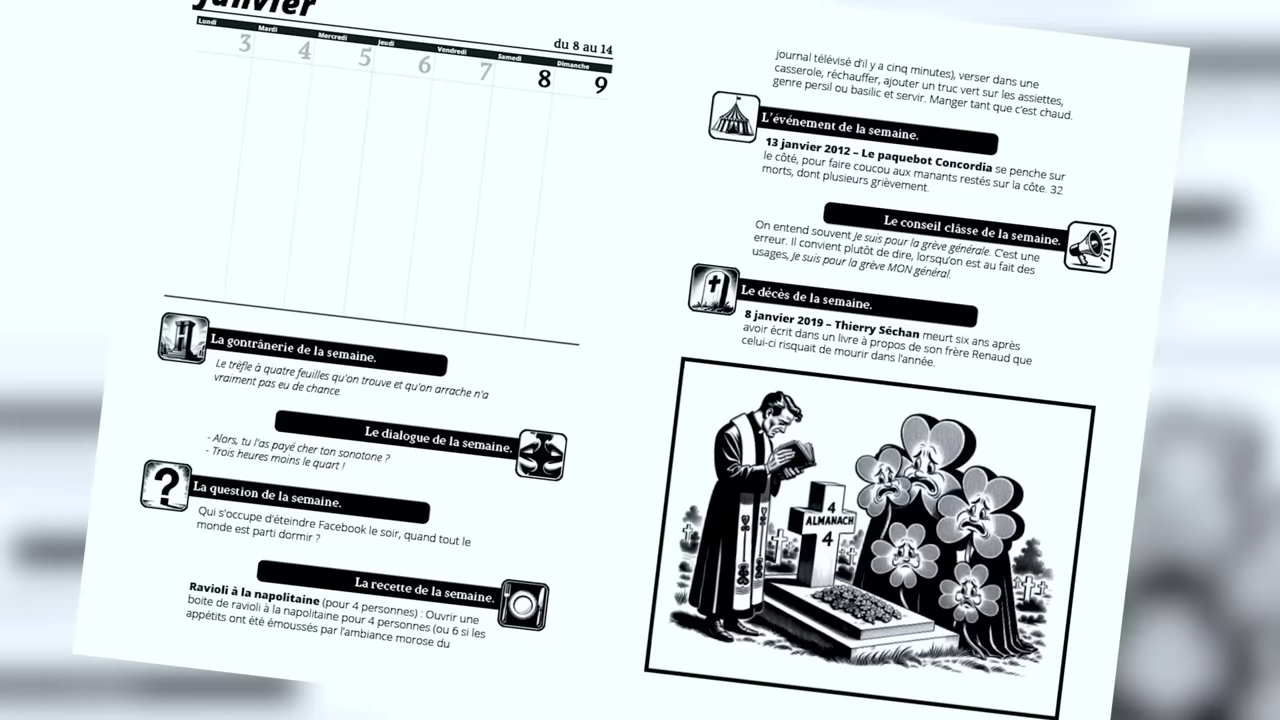 janvier
du 8 au 14
Lundi Mardi Mercredi Jeudi Vendredi Samedi Dimanche
3 4 5 6 7 8 9
La gontrânerie de la semaine.
Le trèfle à quatre feuilles qu'on trouve et qu'on arrache n'a
vraiment pas eu de chance.
Le dialogue de la semaine.
- Alors, tu l'as payé cher ton sonotone ?
- Trois heures moins le quart !
La question de la semaine.
Qui s'occupe d'éteindre Facebook le soir, quand tout le
monde est parti dormir ?
La recette de la semaine.
Ravioli à la napolitaine (pour 4 personnes) : Ouvrir une
boite de ravioli à la napolitaine pour 4 personnes (ou 6 si les
appétits ont été émoussés par l'ambiance morose du
journal télévisé d'il y a cinq minutes), verser dans une
casserole, réchauffer, ajouter un truc vert sur les assiettes,
genre persil ou basilic et servir. Manger tant que c'est chaud.
L'événement de la semaine.
13 janvier 2012 – Le paquebot Concordia se penche sur
le côté, pour faire coucou aux manants restés sur la côte. 32
morts, dont plusieurs grièvement.
Le conseil clâsse de la semaine.
On entend souvent Je suis pour la grève générale. C'est une
erreur. Il convient plutôt de dire, lorsqu'on est au fait des
usages, Je suis pour la grève MON général.
Le décès de la semaine.
8 janvier 2019 – Thierry Séchan meurt six ans après
avoir écrit dans un livre à propos de son frère Renaud que
celui-ci risquait de mourir dans l'année.
4
ALMANACH
4